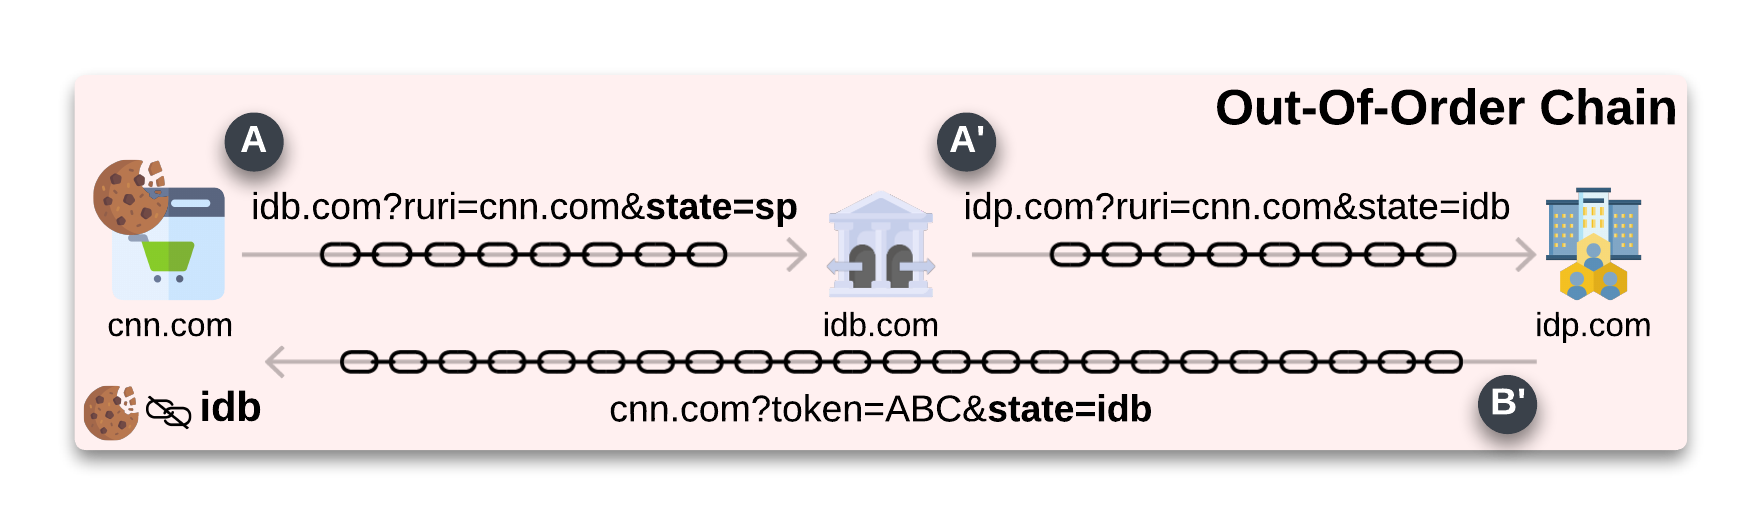 Out-Of-Order Chain
A
A'
idb.com?ruri=cnn.com&state=sp
idp.com?ruri=cnn.com&state=idb
cnn.com
idb.com
idp.com
idb
cnn.com?token=ABC&state=idb
B'